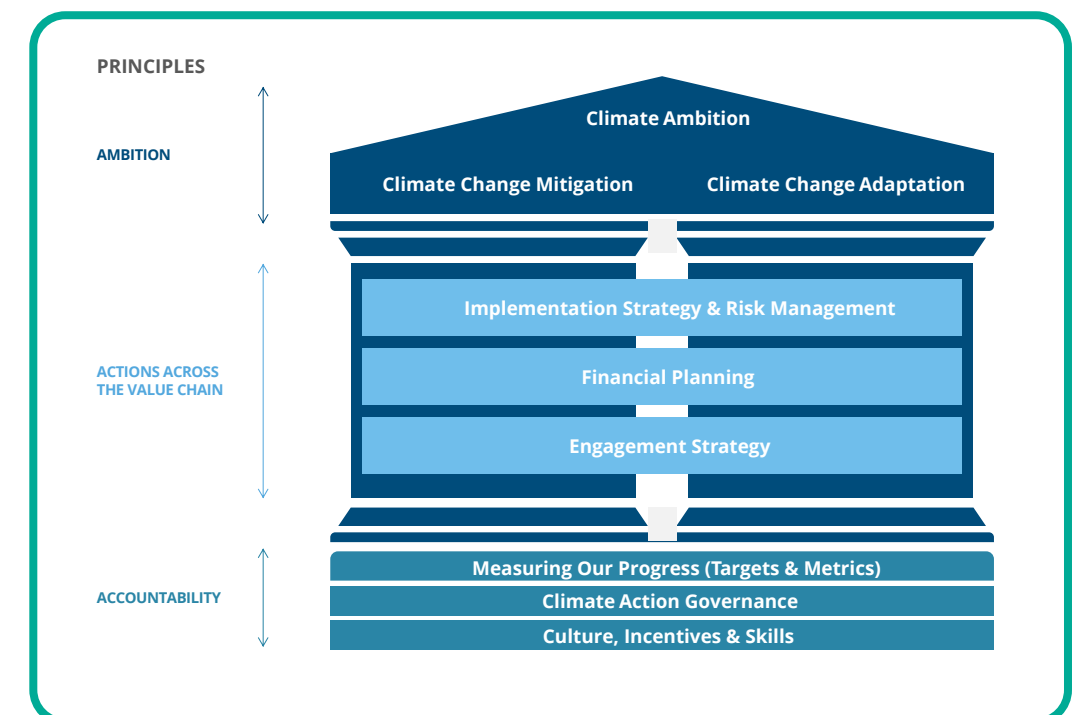 PRINCIPLES
AMBITION
Climate Ambition
Climate Change Mitigation
Climate Change Adaptation
ACTIONS ACROSS
THE VALUE CHAIN
Implementation Strategy & Risk Management
Financial Planning
Engagement Strategy
ACCOUNTABILITY
Measuring Our Progress (Targets & Metrics)
Climate Action Governance
Culture, Incentives & Skills